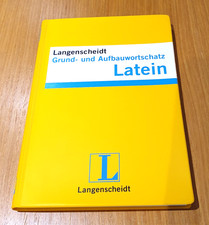 Langenscheidt
Grund- und Aufbauwortschatz
Latein
L
Langenscheidt